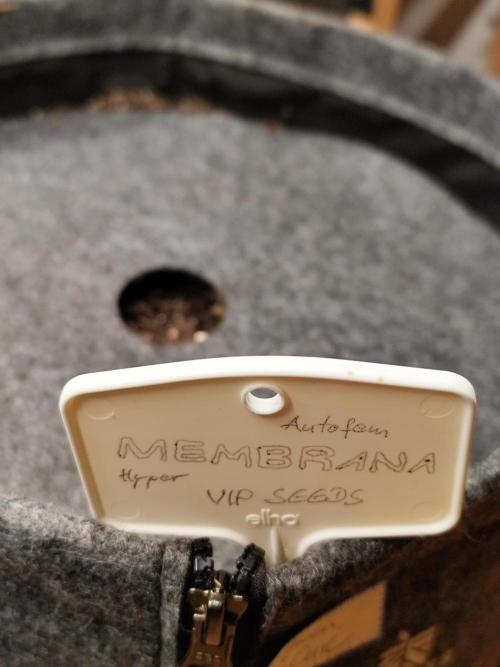 Autofem
MEMBRANA
Hyper
VIP SEEDS
elho